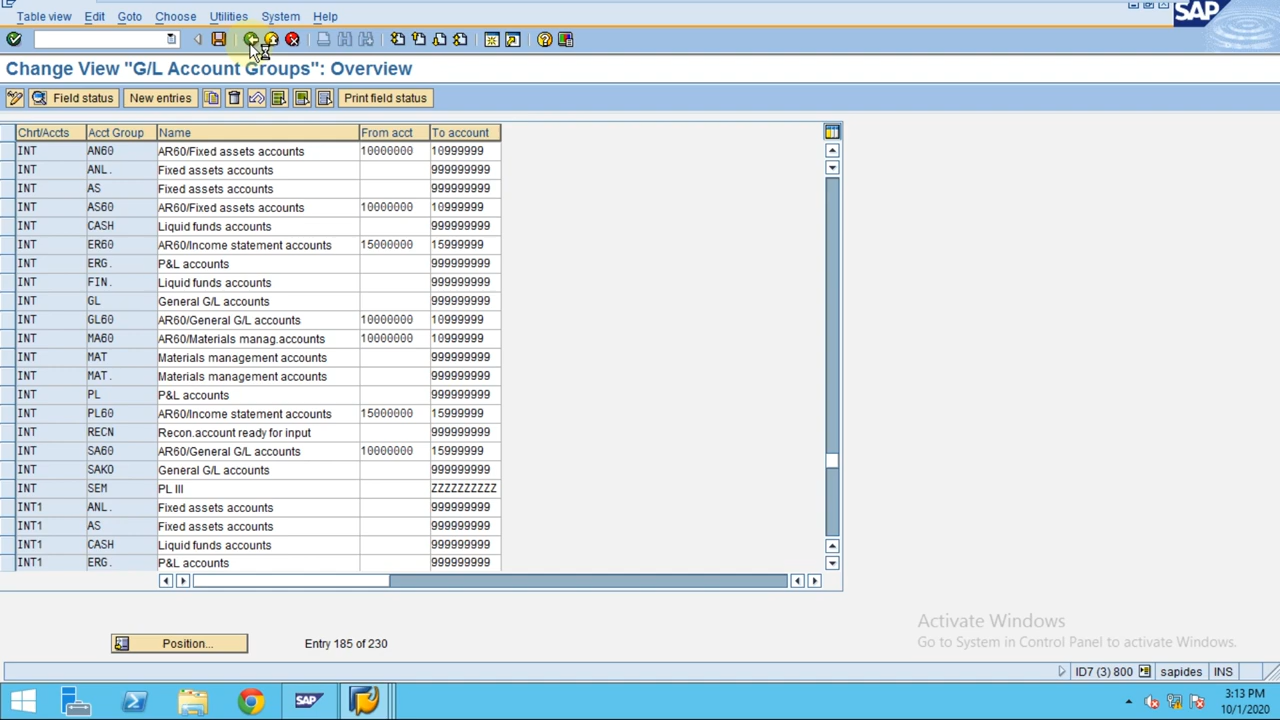 Table view Edit Goto Choose Utilities System Help
SAP
Change View "G/L Account Groups": Overview
Field status New entries Print field status
Chrt/Accts Acct Group Name From acct To account
INT AN60 AR60/Fixed assets accounts 10000000 10999999
INT ANL. Fixed assets accounts 999999999
INT AS Fixed assets accounts 999999999
INT AS60 AR60/Fixed assets accounts 10000000 10999999
INT CASH Liquid funds accounts 999999999
INT ER60 AR60/Income statement accounts 15000000 15999999
INT ERG. P&L accounts 999999999
INT FIN. Liquid funds accounts 999999999
INT GL General G/L accounts 999999999
INT GL60 AR60/General G/L accounts 10000000 10999999
INT MA60 AR60/Materials manag.accounts 10000000 10999999
INT MAT Materials management accounts 999999999
INT MAT. Materials management accounts 999999999
INT PL P&L accounts 999999999
INT PL60 AR60/Income statement accounts 15000000 15999999
INT RECN Recon.account ready for input 999999999
INT SA60 AR60/General G/L accounts 10000000 15999999
INT SAKO General G/L accounts 999999999
INT SEM PL III ZZZZZZZZZZ
INT1 ANL. Fixed assets accounts 999999999
INT1 AS Fixed assets accounts 999999999
INT1 CASH Liquid funds accounts 999999999
INT1 ERG. P&L accounts 999999999
Activate Windows
Go to System in Control Panel to activate Windows.
Position... Entry 185 of 230
ID7 (3) 800 sapides INS
SAP
3:13 PM
10/1/2020